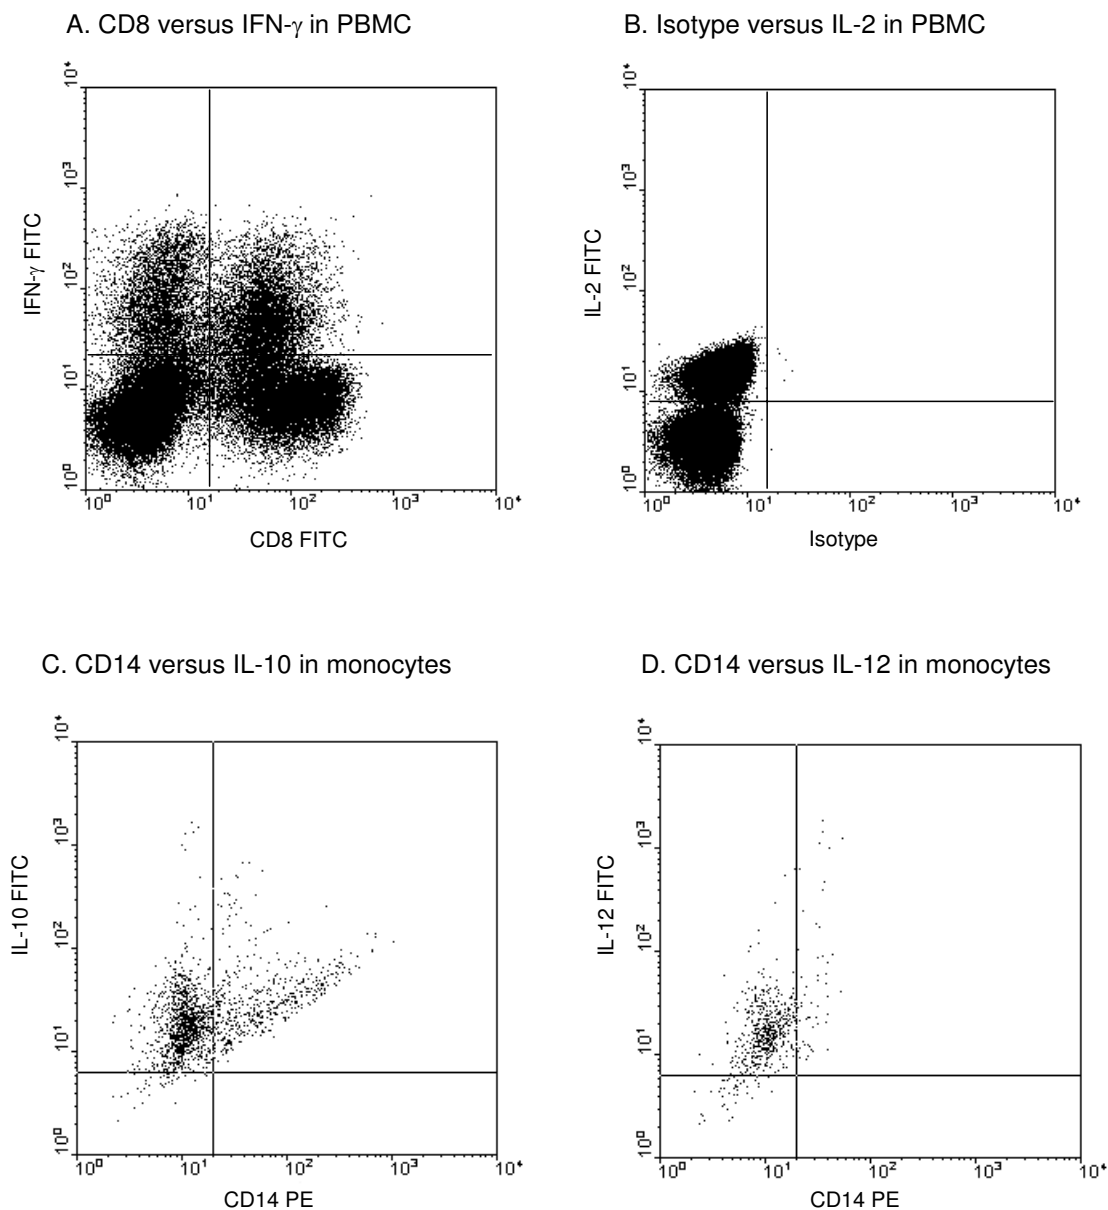 A. CD8 versus IFN-γ in PBMC
B. Isotype versus IL-2 in PBMC
IFN-γ FITC
10⁴
10³
10²
10¹
10⁰
10⁰ 10¹ 10² 10³ 10⁴
CD8 FITC
IL-2 FITC
10⁴
10³
10²
10¹
10⁰
10⁰ 10¹ 10² 10³ 10⁴
Isotype
C. CD14 versus IL-10 in monocytes
D. CD14 versus IL-12 in monocytes
IL-10 FITC
10⁴
10³
10²
10¹
10⁰
10⁰ 10¹ 10² 10³ 10⁴
CD14 PE
IL-12 FITC
10⁴
10³
10²
10¹
10⁰
10⁰ 10¹ 10² 10³ 10⁴
CD14 PE